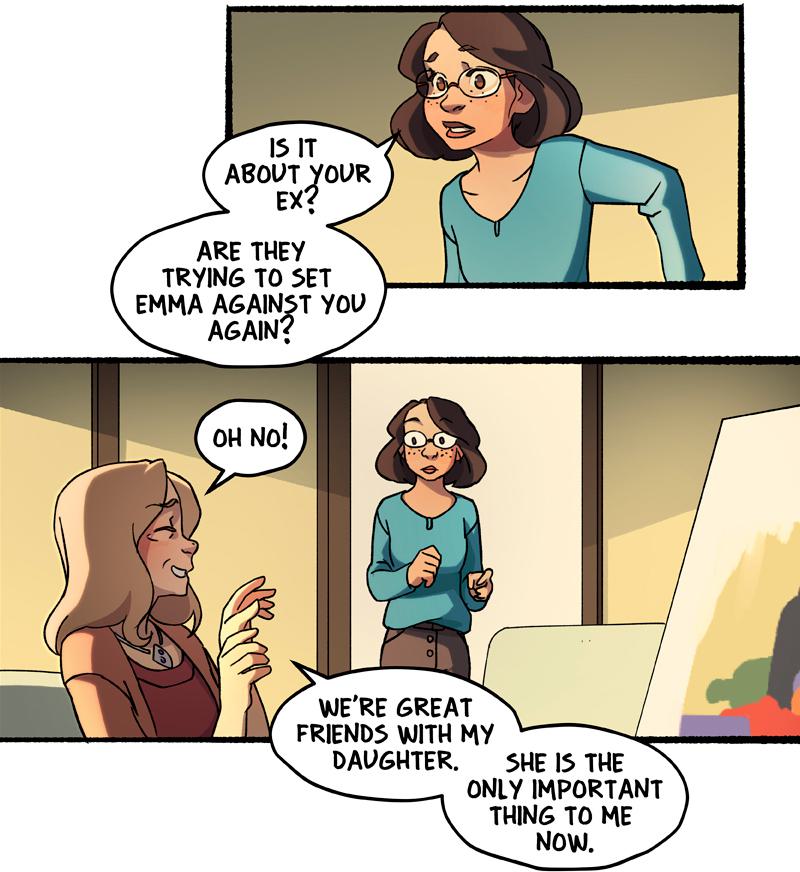 IS IT
ABOUT YOUR
EX?
ARE THEY
TRYING TO SET
EMMA AGAINST YOU
AGAIN?
OH NO!
WE'RE GREAT
FRIENDS WITH MY
DAUGHTER.
SHE IS THE
ONLY IMPORTANT
THING TO ME
NOW.